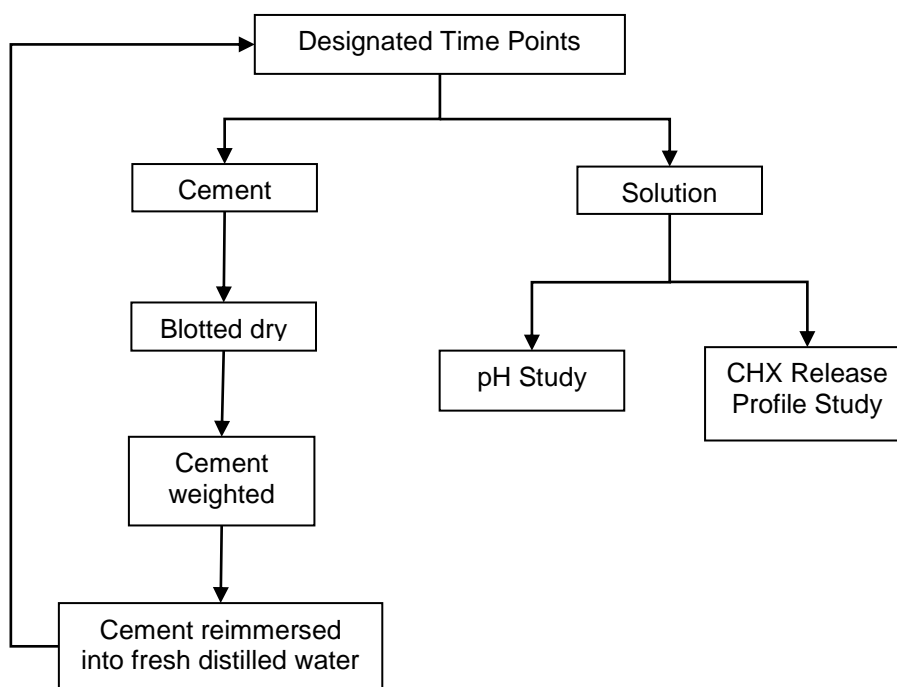 Designated Time Points
Cement
Solution
Blotted dry
pH Study
CHX Release
Profile Study
Cement
weighted
Cement reimmersed
into fresh distilled water